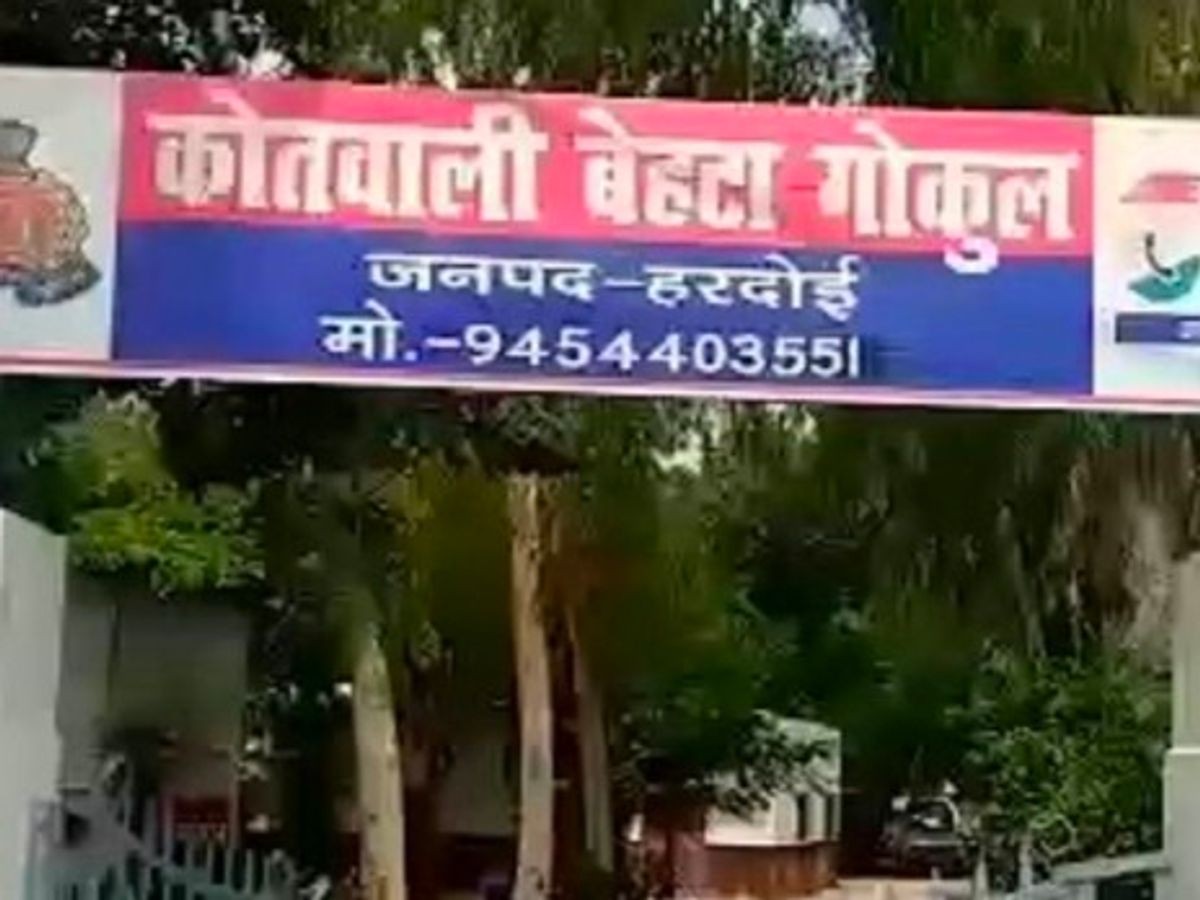 कोतवाली बेहटा-गोकुल
जनपद-हरदोई
मो.-9454403551